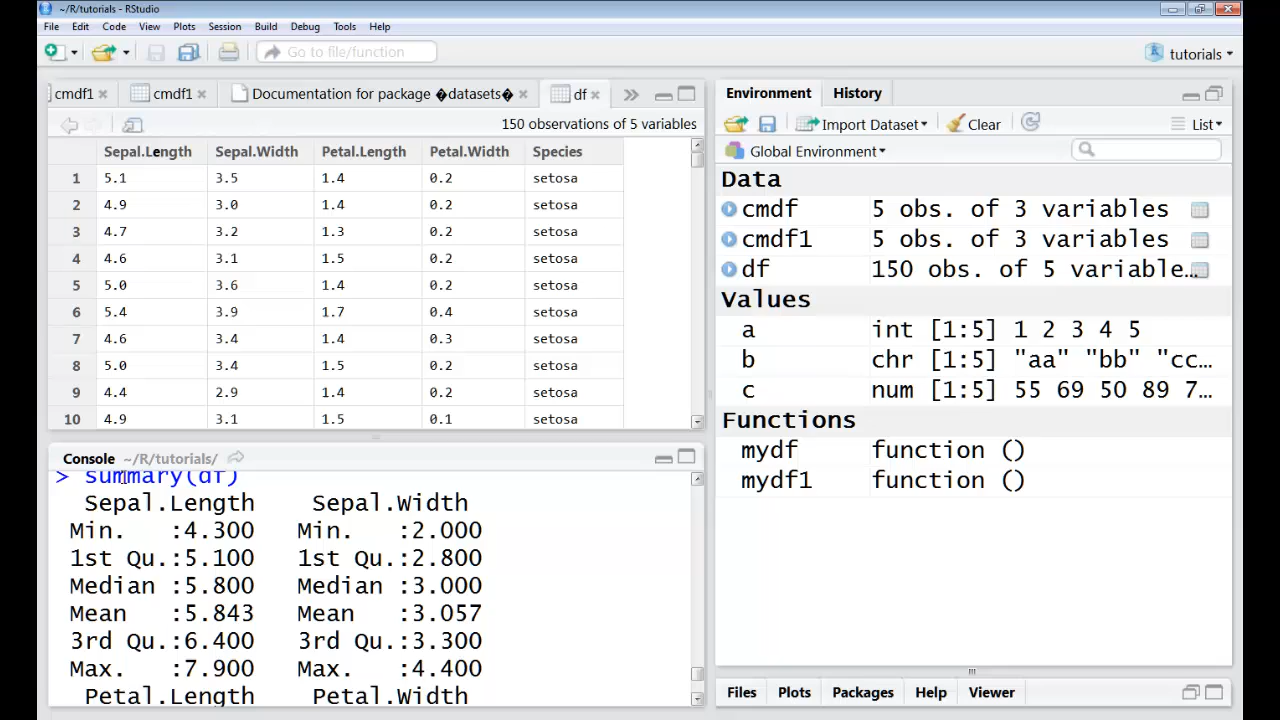 ~/R/tutorials - RStudio
File Edit Code View Plots Session Build Debug Tools Help
Go to file/function
tutorials
cmdf1 cmdf1 Documentation for package �datasets� df
150 observations of 5 variables
Sepal.Length Sepal.Width Petal.Length Petal.Width Species
1 5.1 3.5 1.4 0.2 setosa
2 4.9 3.0 1.4 0.2 setosa
3 4.7 3.2 1.3 0.2 setosa
4 4.6 3.1 1.5 0.2 setosa
5 5.0 3.6 1.4 0.2 setosa
6 5.4 3.9 1.7 0.4 setosa
7 4.6 3.4 1.4 0.3 setosa
8 5.0 3.4 1.5 0.2 setosa
9 4.4 2.9 1.4 0.2 setosa
10 4.9 3.1 1.5 0.1 setosa
Console ~/R/tutorials/
> summary(df)
Sepal.Length Sepal.Width
Min. :4.300 Min. :2.000
1st Qu.:5.100 1st Qu.:2.800
Median :5.800 Median :3.000
Mean :5.843 Mean :3.057
3rd Qu.:6.400 3rd Qu.:3.300
Max. :7.900 Max. :4.400
Petal.Length Petal.Width
Environment History
Import Dataset Clear List
Global Environment
Data
cmdf 5 obs. of 3 variables
cmdf1 5 obs. of 3 variables
df 150 obs. of 5 variable…
Values
a int [1:5] 1 2 3 4 5
b chr [1:5] "aa" "bb" "cc…
c num [1:5] 55 69 50 89 7…
Functions
mydf function ()
mydf1 function ()
Files Plots Packages Help Viewer